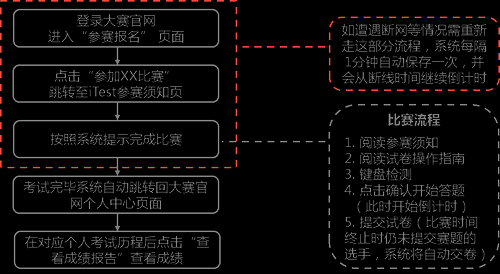 登录大赛官网
进入“参赛报名” 页面
点击“参加XX比赛”
跳转至iTest参赛须知页
按照系统提示完成比赛
考试完毕系统自动跳转回大赛官
网个人中心页面
在对应个人考试历程后点击“查
看成绩报告”查看成绩
如遭遇断网等情况需重新
走这部分流程，系统每隔
1分钟自动保存一次，并
会从断线时间继续倒计时
比赛流程
1. 阅读参赛须知
2. 阅读试卷操作指南
3. 键盘检测
4. 点击确认开始答题
（此时开始倒计时）
5. 提交试卷（比赛时间
终止时仍未提交赛题的
选手，系统将自动交卷）